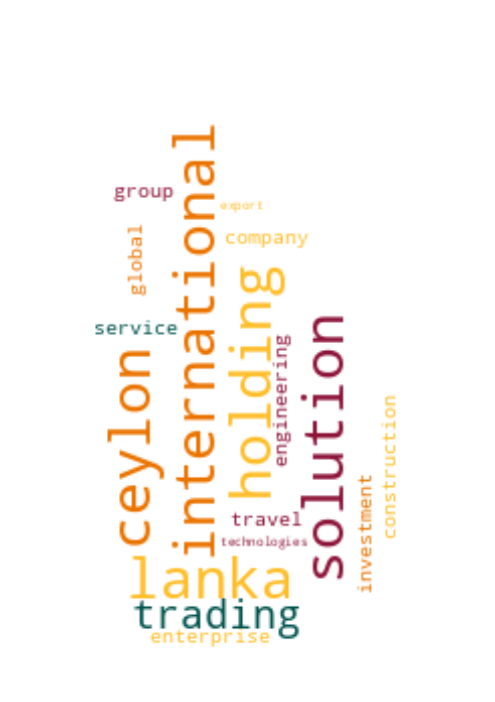 international
group
export
global
company
holding
solution
service
engineering
ceylon
construction
investment
travel
technologies
lanka
trading
enterprise